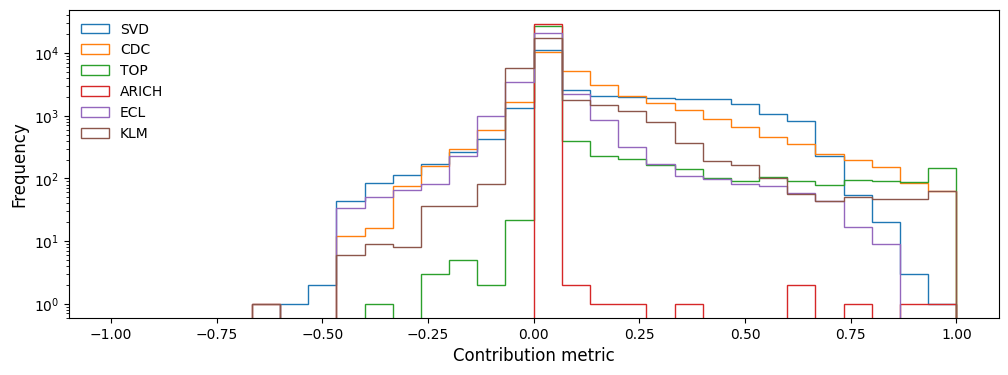 SVD
CDC
TOP
ARICH
ECL
KLM
Frequency
10⁴
10³
10²
10¹
10⁰
−1.00 −0.75 −0.50 −0.25 0.00 0.25 0.50 0.75 1.00
Contribution metric